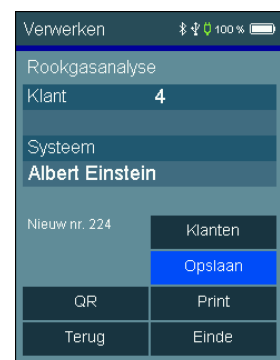 Verwerken 100 %
Rookgasanalyse
Klant 4
Systeem
Albert Einstein
Nieuw nr. 224
Klanten
Opslaan
QR Print
Terug Einde